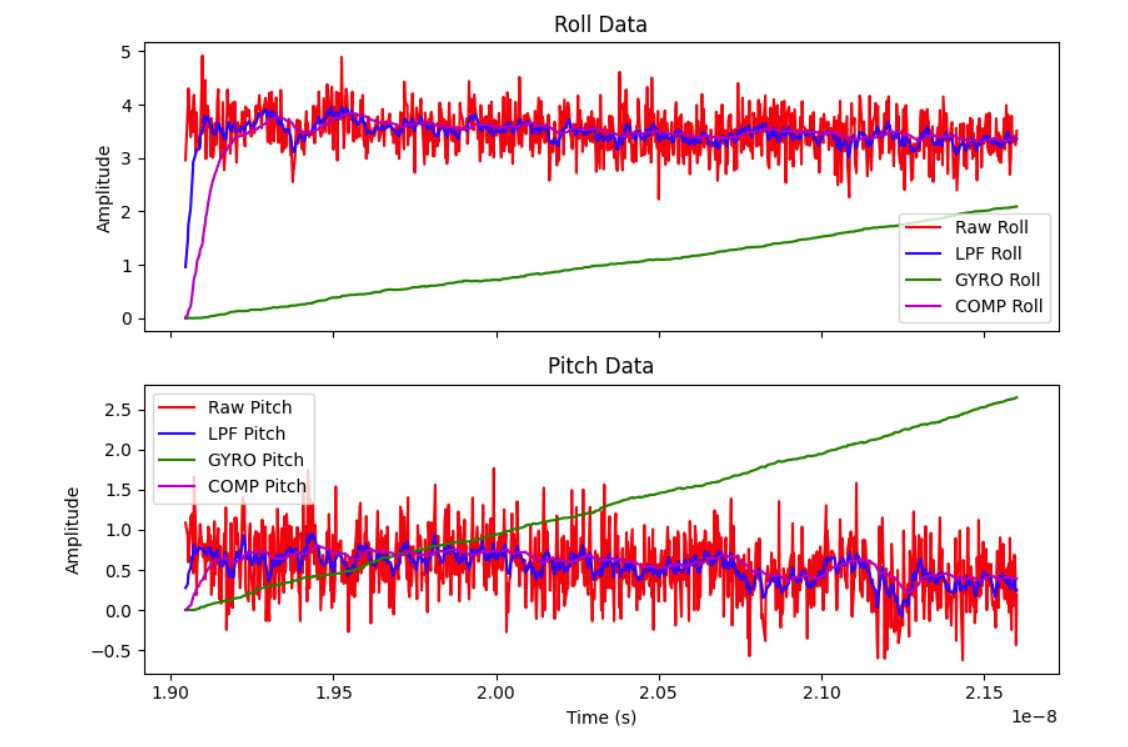 Roll Data
5
4
3
2
1
0
Amplitude
Raw Roll
LPF Roll
GYRO Roll
COMP Roll
Pitch Data
2.5
2.0
1.5
1.0
0.5
0.0
−0.5
Amplitude
Raw Pitch
LPF Pitch
GYRO Pitch
COMP Pitch
1.90 1.95 2.00 2.05 2.10 2.15
Time (s)
1e−8